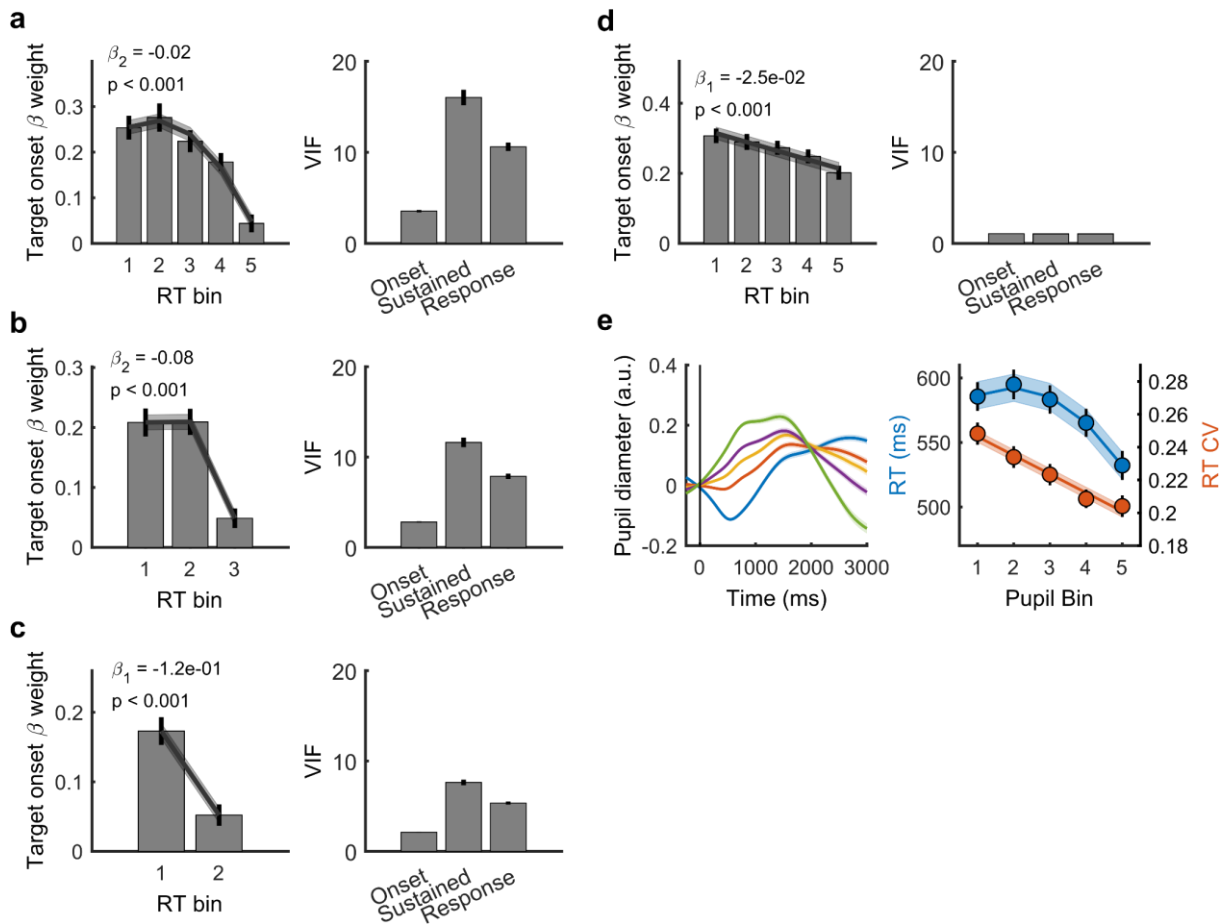 a
β2 = -0.02
p < 0.001
Target onset β weight
0.3
0.2
0.1
0
1 2 3 4 5
RT bin
VIF
20
10
0
Onset
Sustained
Response
b
β2 = -0.08
p < 0.001
Target onset β weight
0.3
0.2
0.1
0
1 2 3
RT bin
VIF
20
10
0
Onset
Sustained
Response
c
β1 = -1.2e-01
p < 0.001
Target onset β weight
0.2
0.1
0
1 2
RT bin
VIF
20
10
0
Onset
Sustained
Response
d
β1 = -2.5e-02
p < 0.001
Target onset β weight
0.4
0.2
0
1 2 3 4 5
RT bin
VIF
20
10
0
Onset
Sustained
Response
e
Pupil diameter (a.u.)
0.4
0.2
0
-0.2
0 1000 2000 3000
Time (ms)
RT (ms)
600
550
500
0.28
0.26
0.24
0.22
0.2
0.18
RT CV
1 2 3 4 5
Pupil Bin